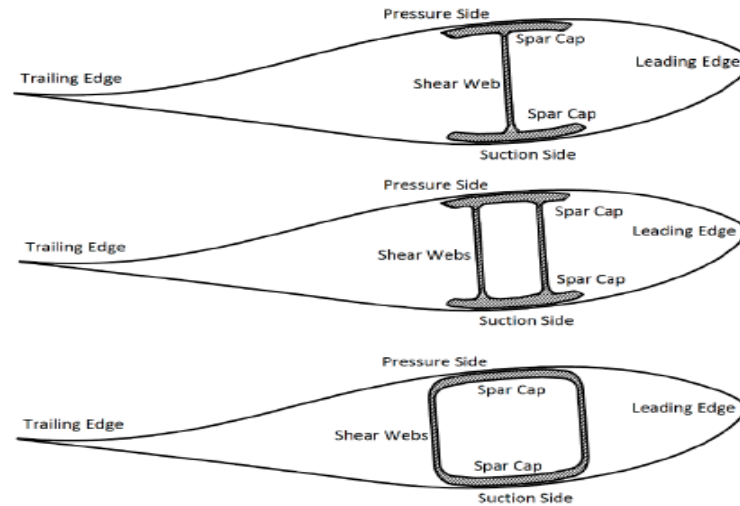 Pressure Side
Spar Cap
Trailing Edge
Leading Edge
Shear Web
Spar Cap
Suction Side
Pressure Side
Spar Cap
Trailing Edge
Leading Edge
Shear Webs
Spar Cap
Suction Side
Pressure Side
Spar Cap
Leading Edge
Trailing Edge
Shear Webs
Spar Cap
Suction Side